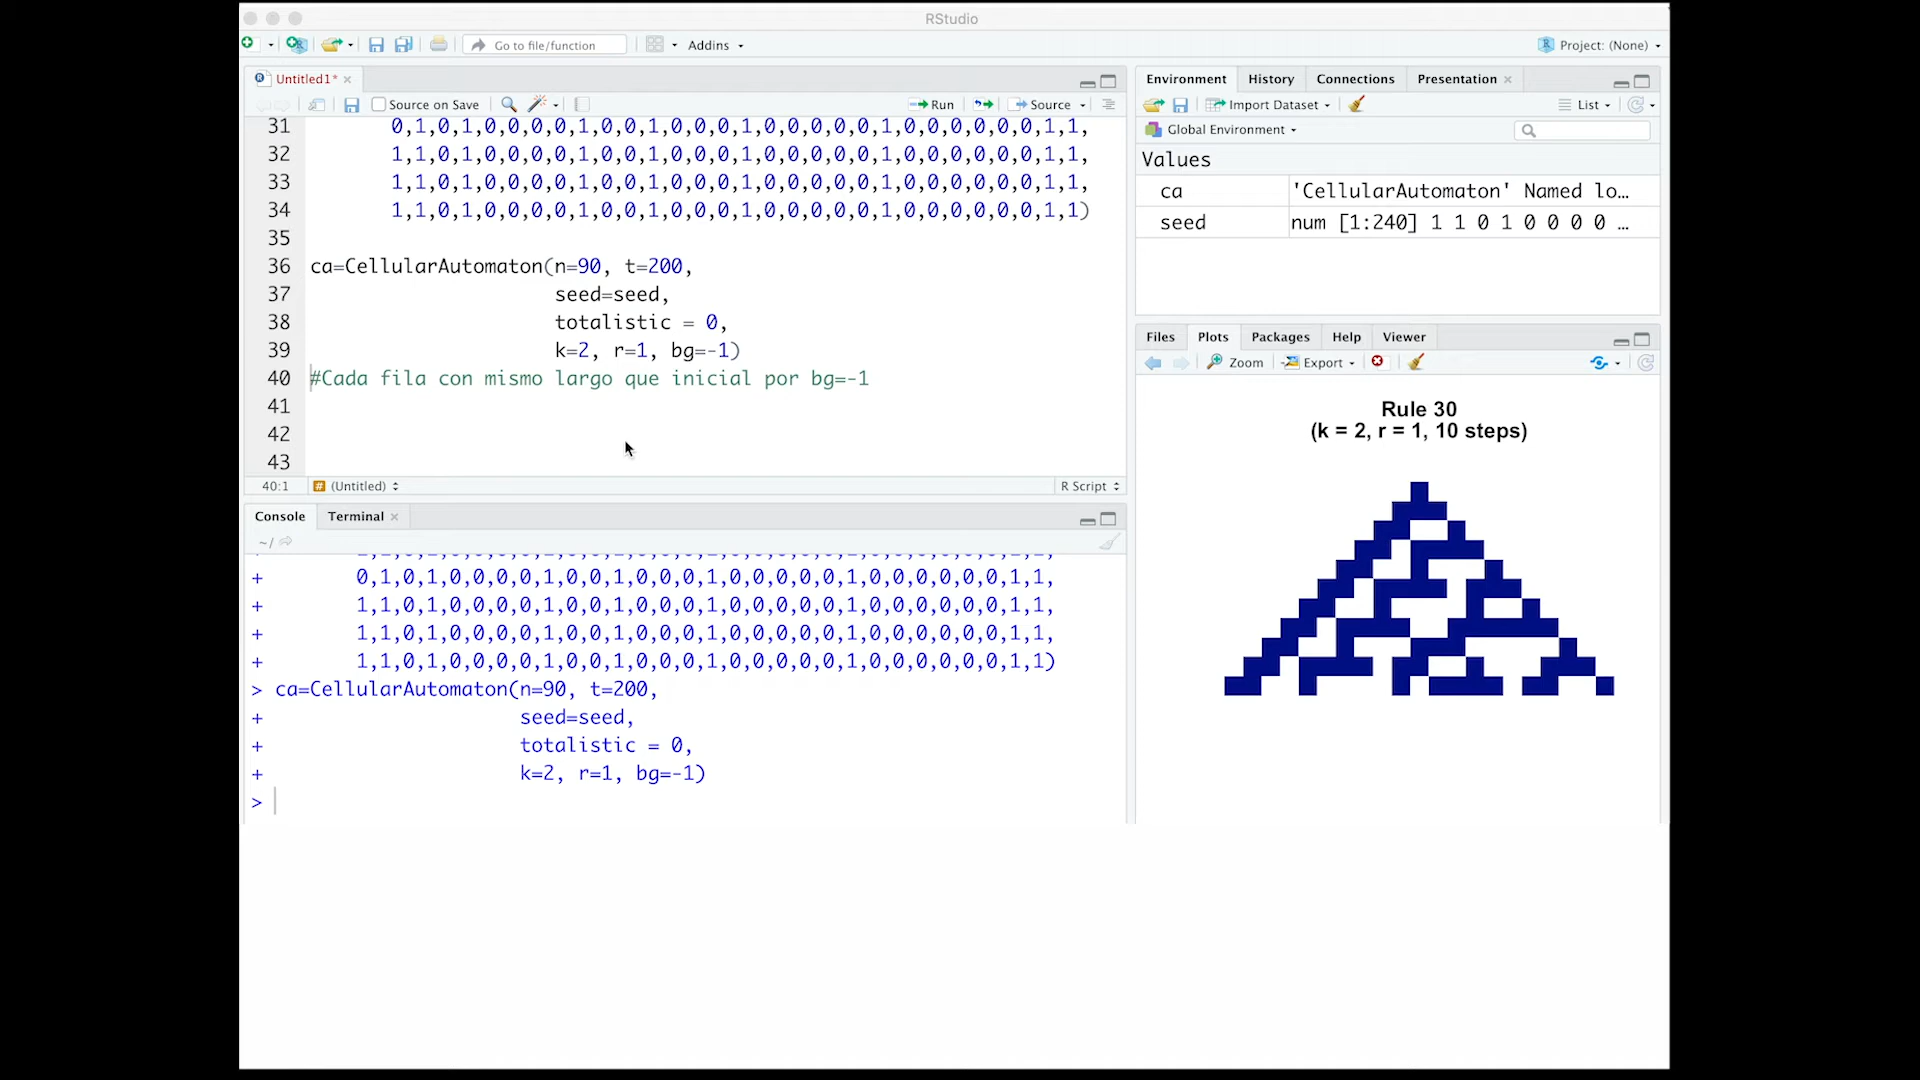 RStudio
Go to file/function
Addins
Project: (None)
Untitled1*
Source on Save
Run
Source
31 0,1,0,1,0,0,0,0,1,0,0,1,0,0,0,1,0,0,0,0,0,1,0,0,0,0,0,0,1,1,
32 1,1,0,1,0,0,0,0,1,0,0,1,0,0,0,1,0,0,0,0,0,1,0,0,0,0,0,0,1,1,
33 1,1,0,1,0,0,0,0,1,0,0,1,0,0,0,1,0,0,0,0,0,1,0,0,0,0,0,0,1,1,
34 1,1,0,1,0,0,0,0,1,0,0,1,0,0,0,1,0,0,0,0,0,1,0,0,0,0,0,0,1,1)
35
36 ca=CellularAutomaton(n=90, t=200,
37 seed=seed,
38 totalistic = 0,
39 k=2, r=1, bg=-1)
40 #Cada fila con mismo largo que inicial por bg=-1
41
42
43
40:1
(Untitled)
R Script
Console
Terminal
~/
+ 0,1,0,1,0,0,0,0,1,0,0,1,0,0,0,1,0,0,0,0,0,1,0,0,0,0,0,0,1,1,
+ 1,1,0,1,0,0,0,0,1,0,0,1,0,0,0,1,0,0,0,0,0,1,0,0,0,0,0,0,1,1,
+ 1,1,0,1,0,0,0,0,1,0,0,1,0,0,0,1,0,0,0,0,0,1,0,0,0,0,0,0,1,1,
+ 1,1,0,1,0,0,0,0,1,0,0,1,0,0,0,1,0,0,0,0,0,1,0,0,0,0,0,0,1,1)
> ca=CellularAutomaton(n=90, t=200,
+ seed=seed,
+ totalistic = 0,
+ k=2, r=1, bg=-1)
>
Environment
History
Connections
Presentation
Import Dataset
List
Global Environment
Values
ca 'CellularAutomaton' Named lo…
seed num [1:240] 1 1 0 1 0 0 0 0 …
Files
Plots
Packages
Help
Viewer
Zoom
Export
Rule 30
(k = 2, r = 1, 10 steps)